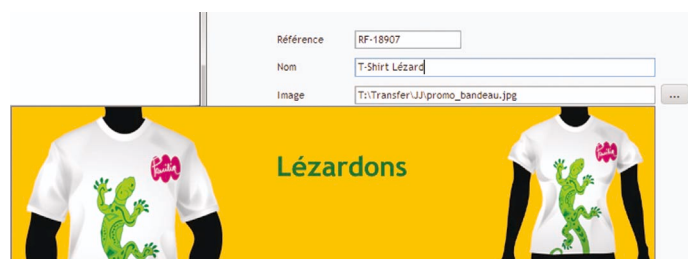 Référence RF-18907
Nom T-Shirt Lézard
Image T:\Transfer\JJ\promo_bandeau.jpg ...
Lézardons